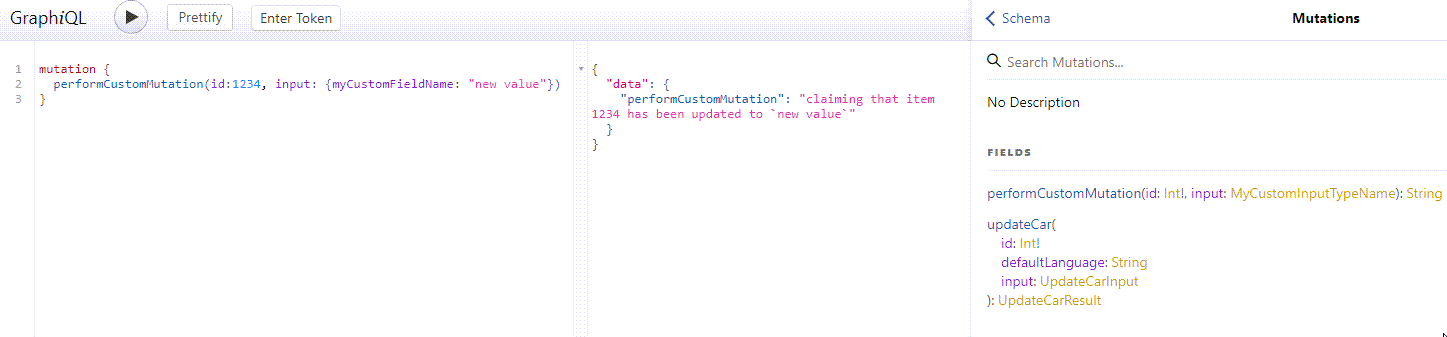 GraphiQL Prettify Enter Token
1 mutation {
2 performCustomMutation(id:1234, input: {myCustomFieldName: "new value"})
3 }
{
"data": {
"performCustomMutation": "claiming that item
1234 has been updated to `new value`"
}
}
Schema Mutations
Search Mutations...
No Description
FIELDS
performCustomMutation(id: Int!, input: MyCustomInputTypeName): String
updateCar(
id: Int!
defaultLanguage: String
input: UpdateCarInput
): UpdateCarResult